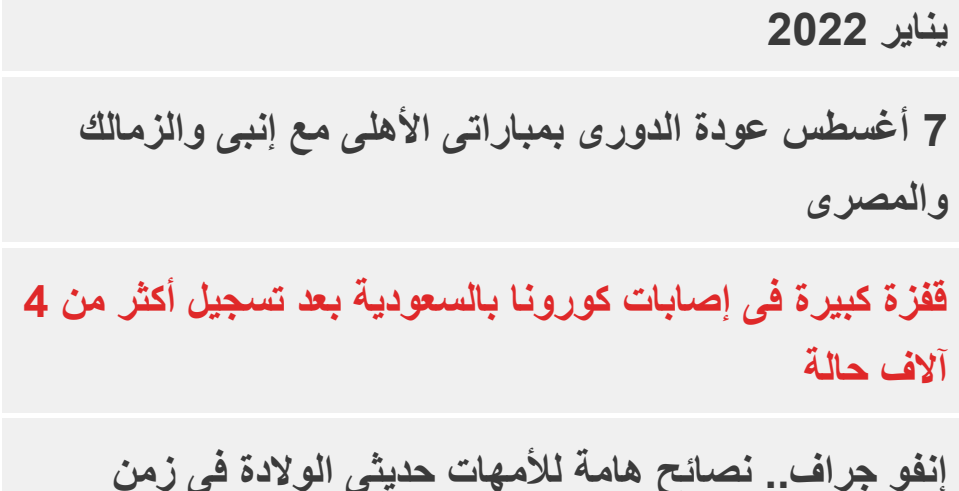 يناير 2022
7 أغسطس عودة الدورى بمباراتى الأهلى مع إنبى والزمالك
والمصرى
قفزة كبيرة فى إصابات كورونا بالسعودية بعد تسجيل أكثر من 4
آلاف حالة
إنفو جراف.. نصائح هامة للأمهات حديثى الولادة فى زمن